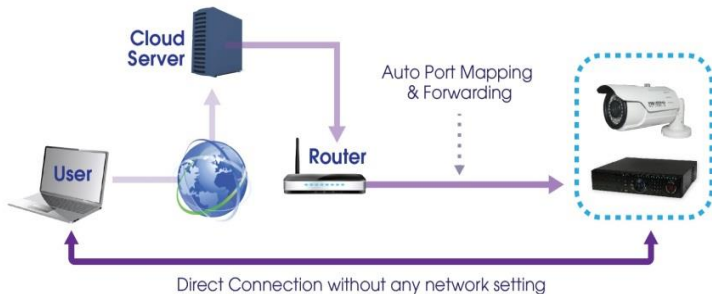 Cloud
Server
Auto Port Mapping
& Forwarding
User
Router
Direct Connection without any network setting